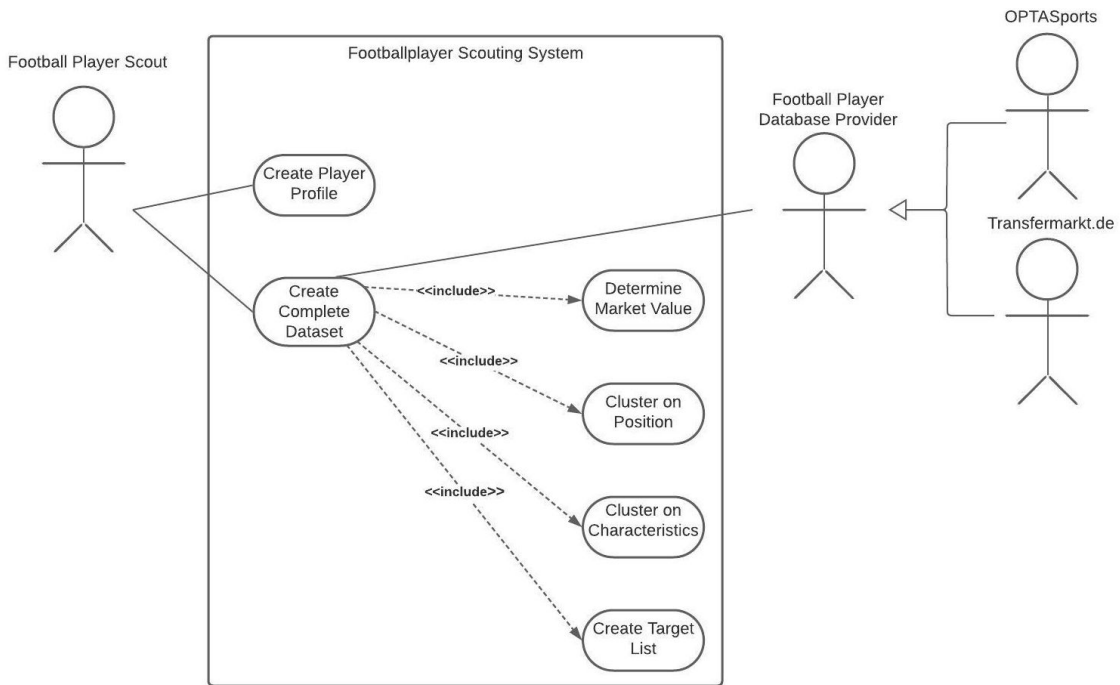 OPTASports
Football Player Scout
Footballplayer Scouting System
Football Player
Database Provider
Create Player
Profile
Transfermarkt.de
Create
Complete
Dataset
<<include>>
Determine
Market Value
<<include>>
Cluster on
Position
<<include>>
<<include>>
Cluster on
Characteristics
Create Target
List